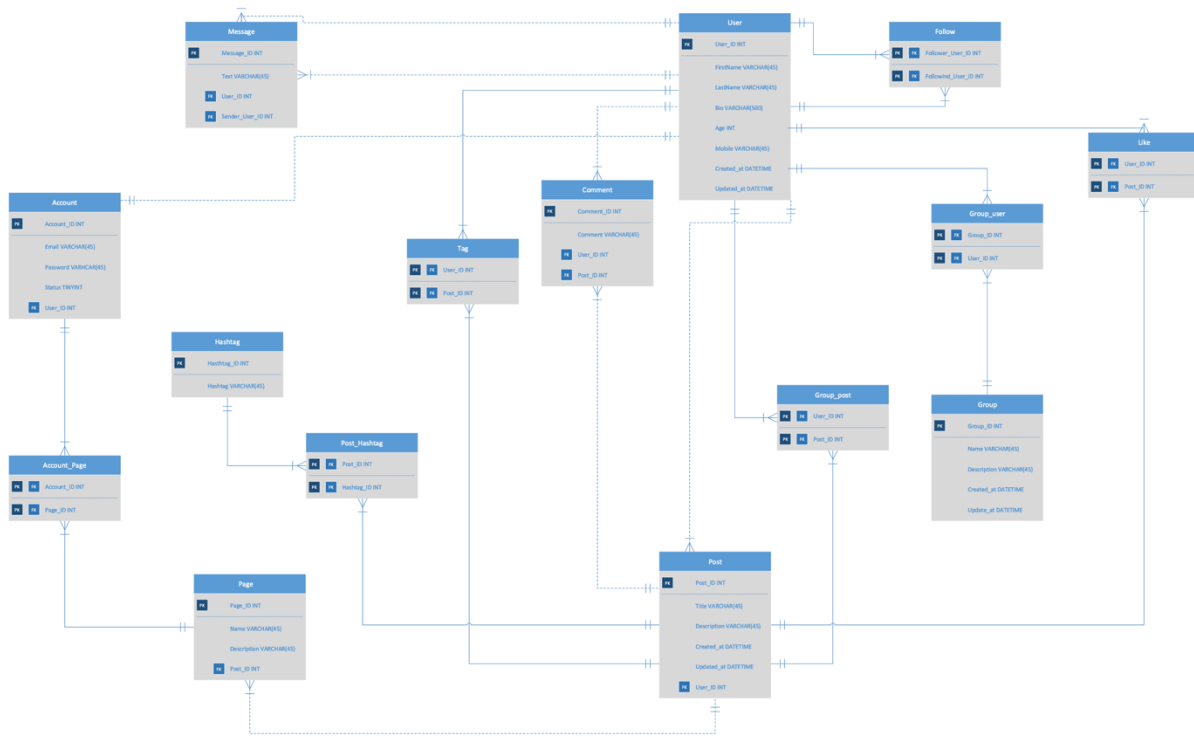 Message
PK Message_ID INT
Text VARCHAR(45)
FK User_ID INT
FK Sender_User_ID INT
User
PK User_ID INT
FirstName VARCHAR(45)
LastName VARCHAR(45)
Bio VARCHAR(500)
Age INT
Mobile VARCHAR(45)
Created_at DATETIME
Updated_at DATETIME
Follow
PK FK Follower_User_ID INT
PK FK Followind_User_ID INT
Like
PK FK User_ID INT
PK FK Post_ID INT
Account
PK Account_ID INT
Email VARCHAR(45)
Password VARHCAR(45)
Status TINYINT
FK User_ID INT
Comment
PK Comment_ID INT
Comment VARCHAR(45)
FK User_ID INT
FK Post_ID INT
Group_user
PK FK Group_ID INT
PK FK User_ID INT
Tag
PK FK User_ID INT
PK FK Post_ID INT
Hashtag
PK Hasthtag_ID INT
Hashtag VARCHAR(45)
Group_post
PK FK User_ID INT
PK FK Post_ID INT
Group
PK Group_ID INT
Name VARCHAR(45)
Description VARCHAR(45)
Created_at DATETIME
Update_at DATETIME
Post_Hashtag
PK FK Post_ID INT
PK FK Hashtag_ID INT
Account_Page
PK FK Account_ID INT
PK FK Page_ID INT
Post
PK Post_ID INT
Title VARCHAR(45)
Description VARCHAR(45)
Created_at DATETIME
Updated_at DATETIME
FK User_ID INT
Page
PK Page_ID INT
Name VARCHAR(45)
Description VARCHAR(45)
FK Post_ID INT